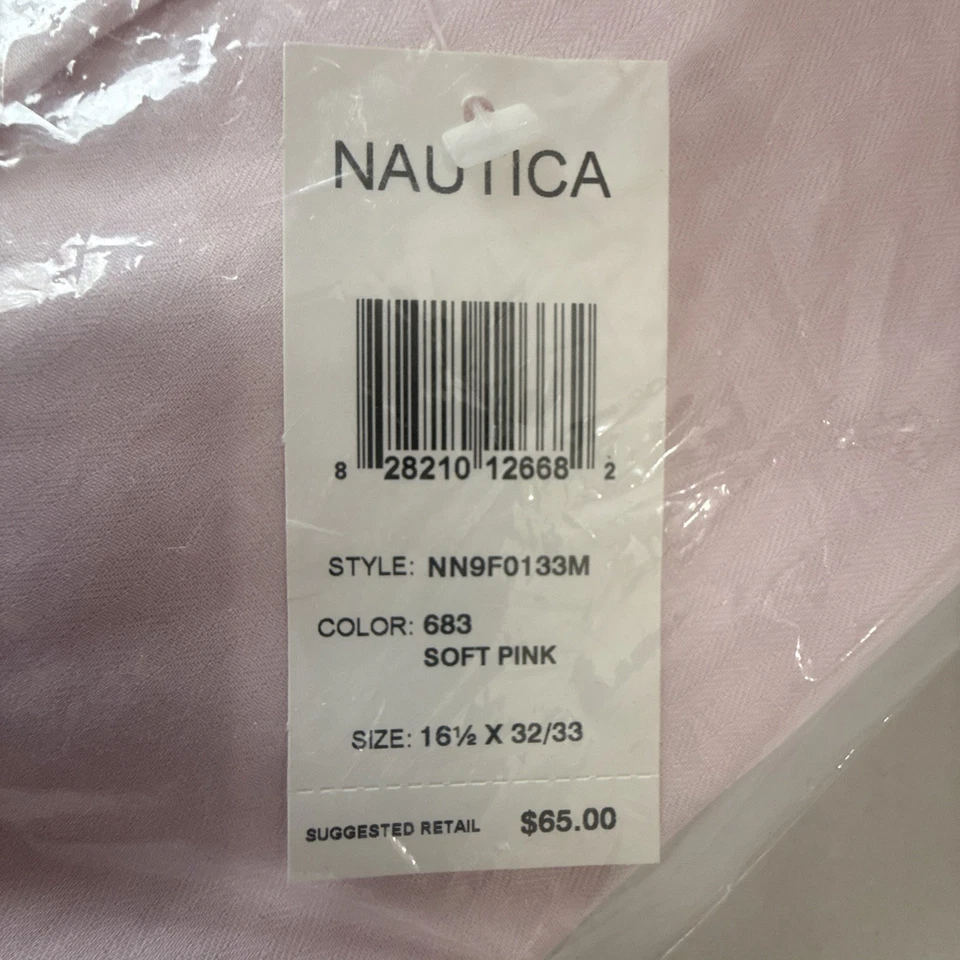 NAUTICA
8 28210 12668 2
STYLE: NN9F0133M
COLOR: 683
SOFT PINK
SIZE: 16½ X 32/33
SUGGESTED RETAIL $65.00